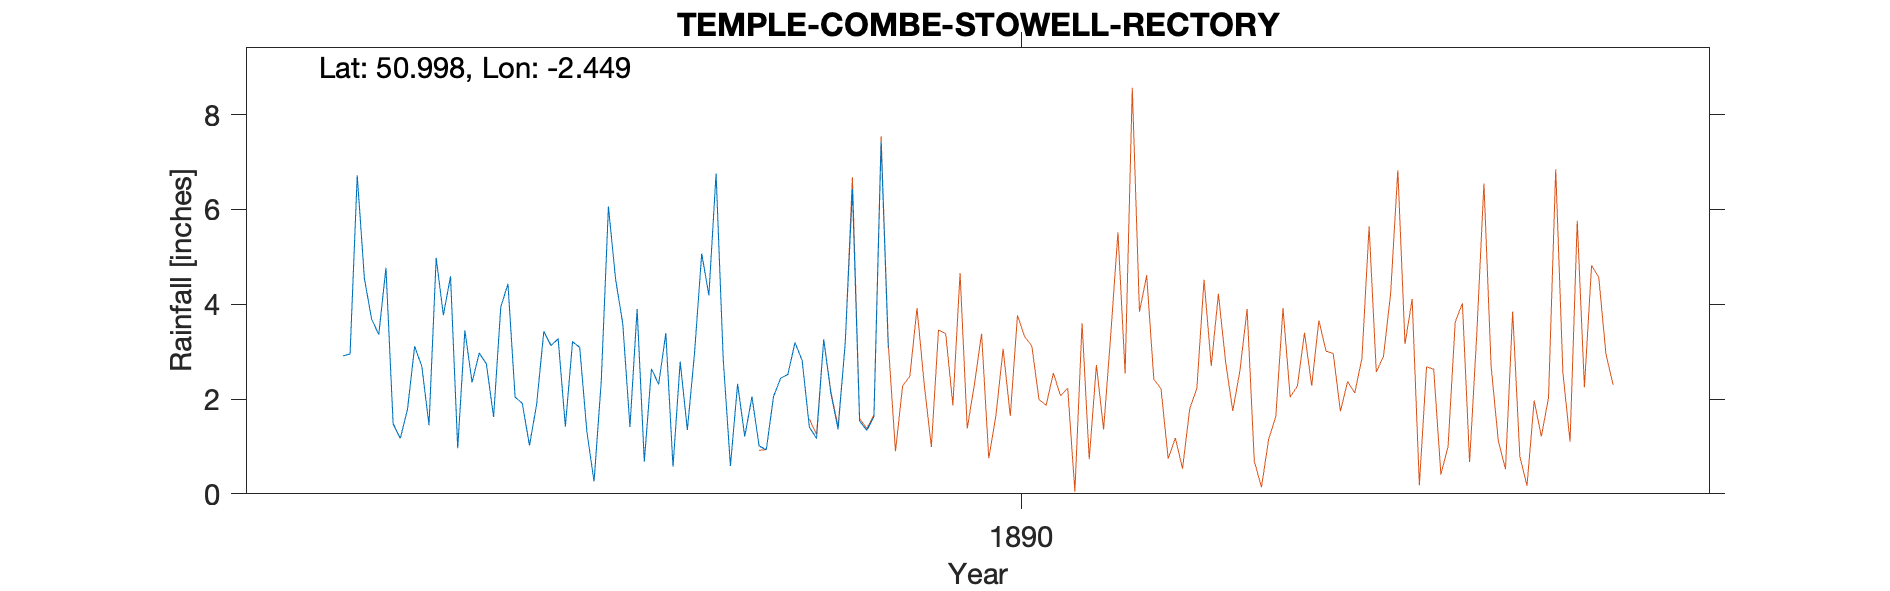 TEMPLE-COMBE-STOWELL-RECTORY
Lat: 50.998, Lon: -2.449
Rainfall [inches]
8
6
4
2
0
1890
Year